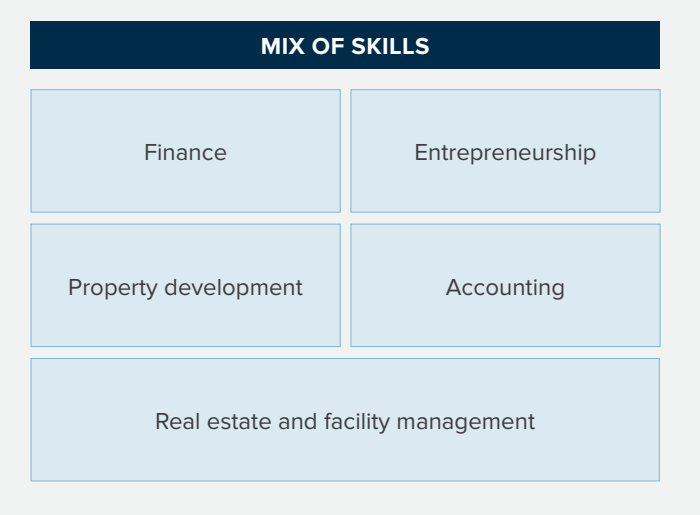 MIX OF SKILLS
Finance
Entrepreneurship
Property development
Accounting
Real estate and facility management